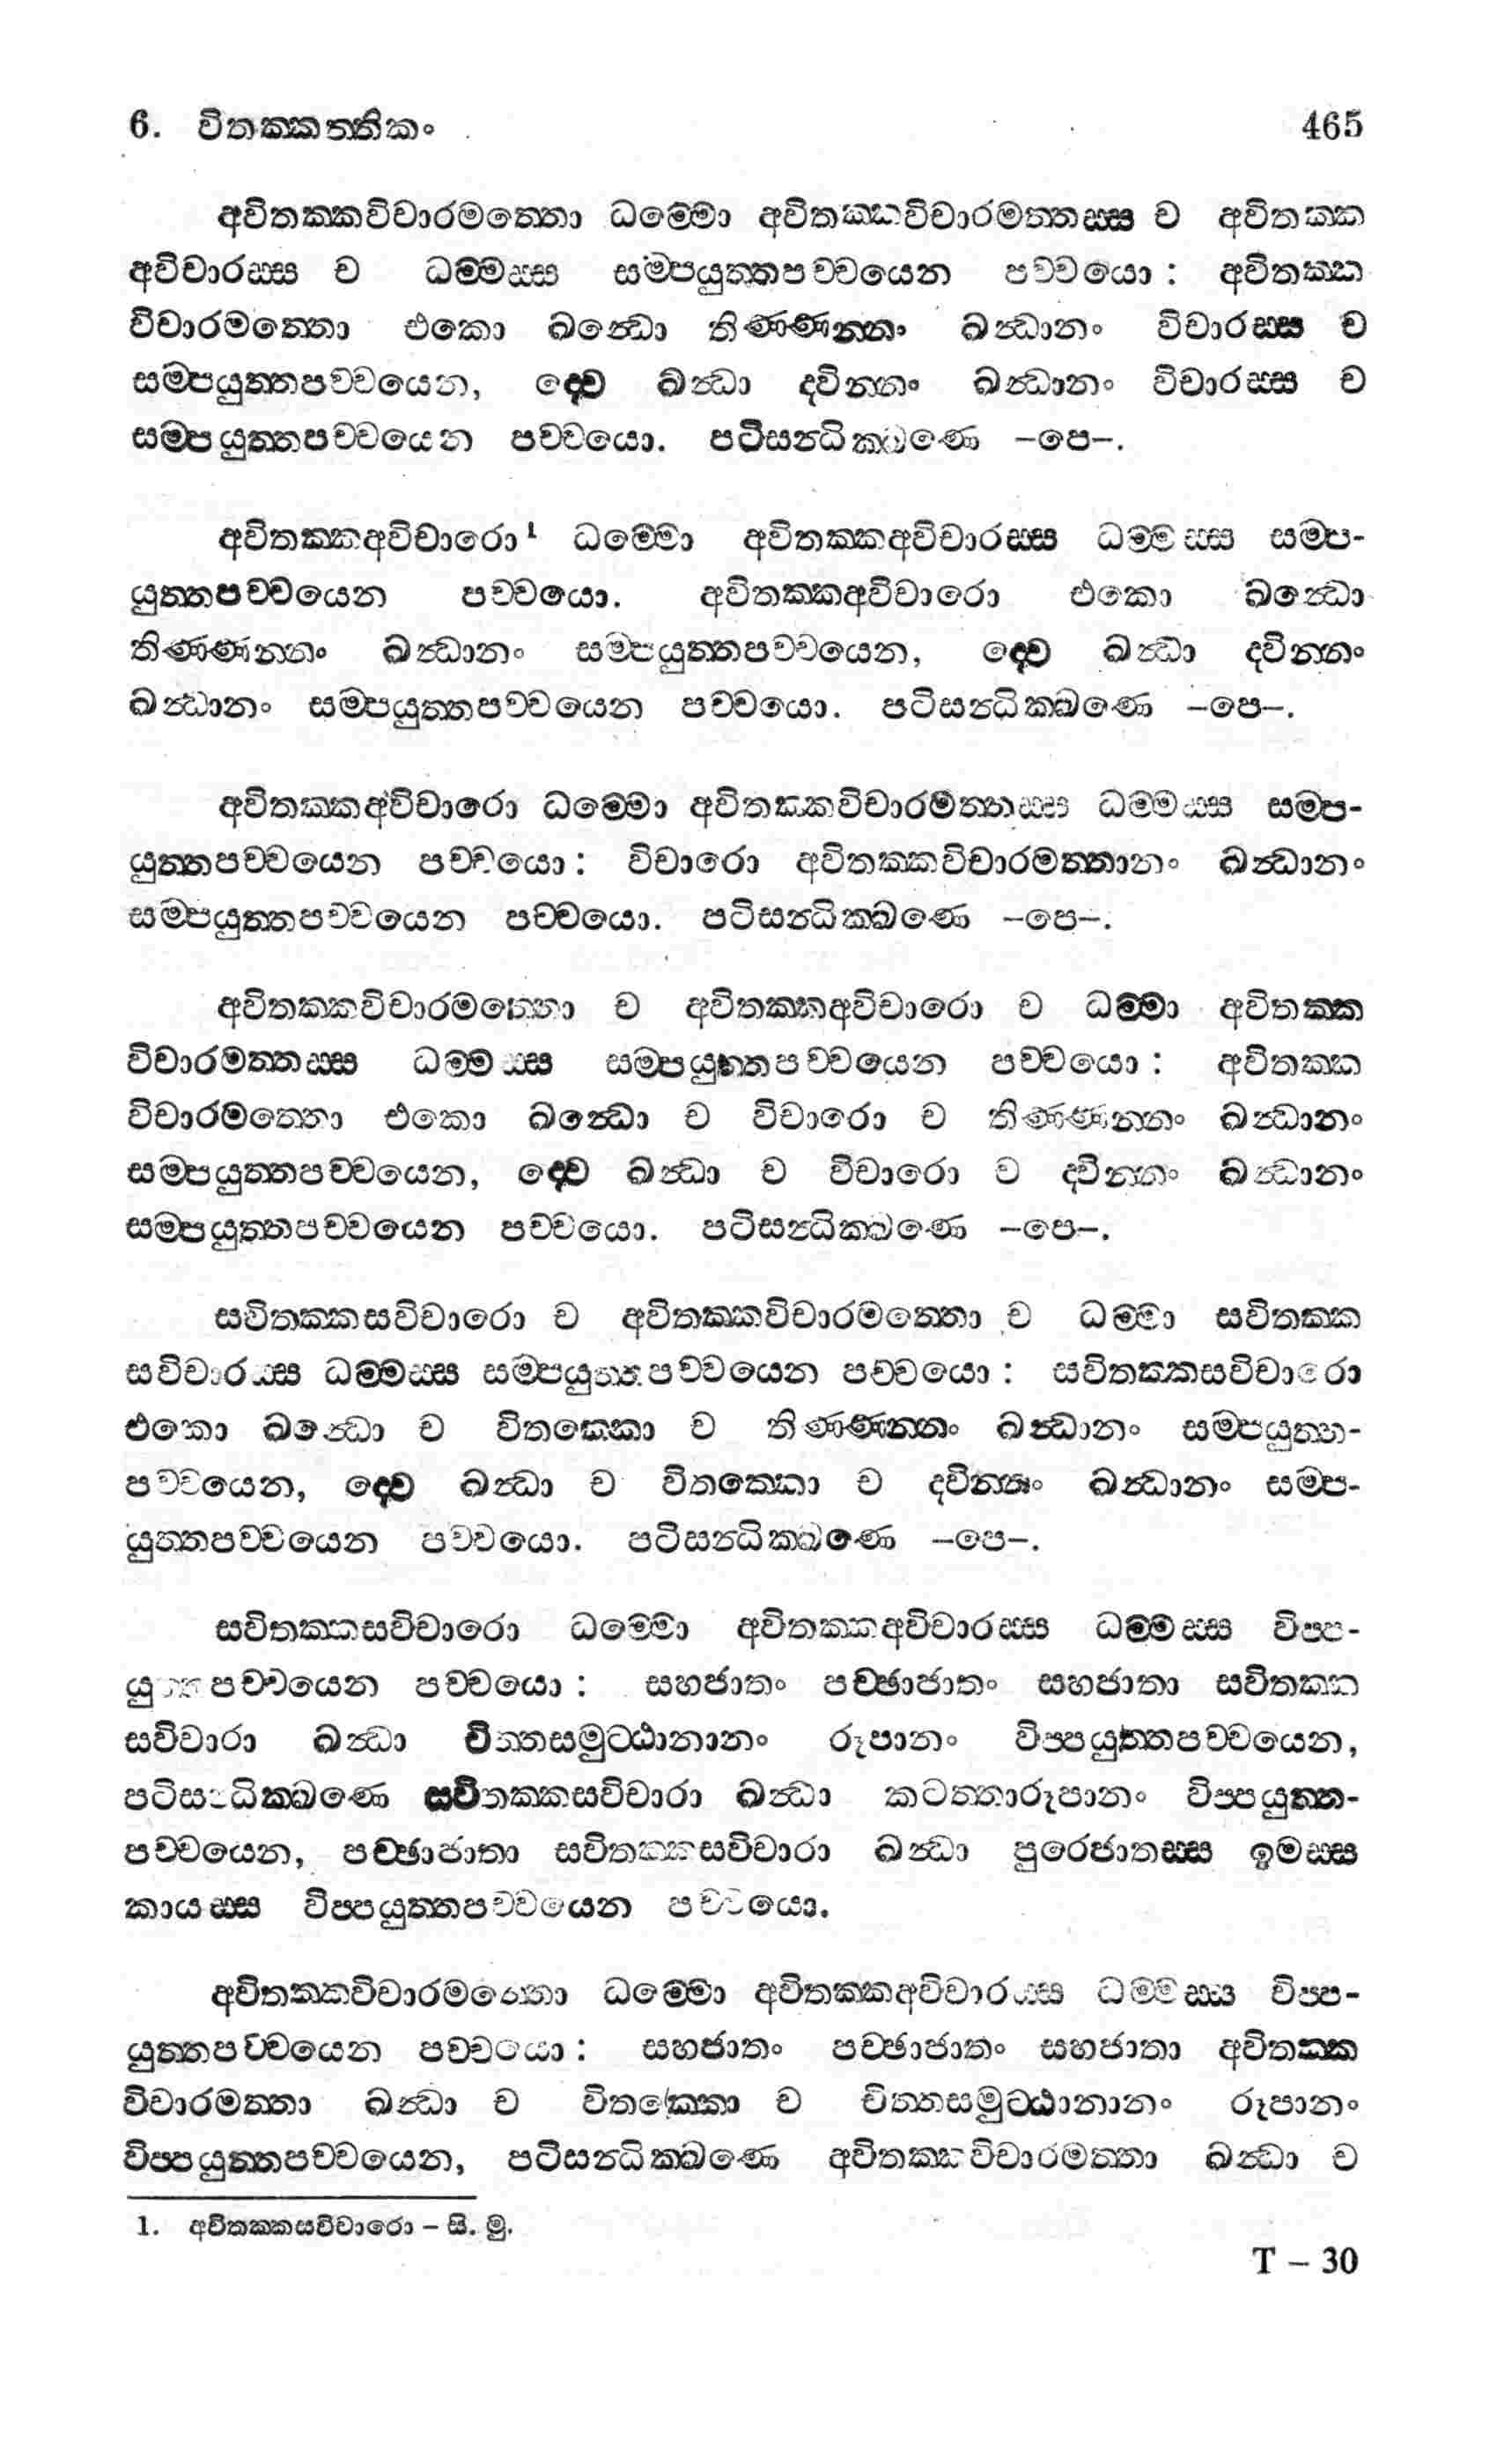 6. විතක්කත්තිකං 465
අවිතක්කවිචාරමත්තො ධම්මො අවිතක්කවිචාරමත්තස්ස ච අවිතක්ක
අවිචාරස්ස ච ධම්මස්ස සම්පයුත්තපච්චයෙන පච්චයො : අවිතක්ක
විචාරමත්තො එකො ඛන්ධො තිණ්ණන්නං ඛන්ධානං විචාරස්ස ච
සම්පයුත්තපච්චයෙන, ද්වෙ ඛන්ධා ද්වින්නං ඛන්ධානං විචාරස්ස ච
සම්පයුත්තපච්චයෙන පච්චයො. පටිසන්ධික්ඛණෙ –පෙ–.
අවිතක්කඅවිචාරො¹ ධම්මො අවිතක්කඅවිචාරස්ස ධම්මස්ස සම්ප-
යුත්තපච්චයෙන පච්චයො. අවිතක්කඅවිචාරො එකො ඛන්ධො
තිණ්ණන්නං ඛන්ධානං සම්පයුත්තපච්චයෙන, ද්වෙ ඛන්ධා ද්වින්නං
ඛන්ධානං සම්පයුත්තපච්චයෙන පච්චයො. පටිසන්ධික්ඛණෙ –පෙ–.
අවිතක්කඅවිචාරො ධම්මො අවිතක්කවිචාරමත්තස්ස ධම්මස්ස සම්ප-
යුත්තපච්චයෙන පච්චයො : විචාරො අවිතක්කවිචාරමත්තානං ඛන්ධානං
සම්පයුත්තපච්චයෙන පච්චයො. පටිසන්ධික්ඛණෙ –පෙ–.
අවිතක්කවිචාරමත්තො ච අවිතක්කඅවිචාරො ච ධම්මා අවිතක්ක
විචාරමත්තස්ස ධම්මස්ස සම්පයුත්තපච්චයෙන පච්චයො : අවිතක්ක
විචාරමත්තො එකො ඛන්ධො ච විචාරො ච තිණ්ණන්නං ඛන්ධානං
සම්පයුත්තපච්චයෙන, ද්වෙ ඛන්ධා ච විචාරො ච ද්වින්නං ඛන්ධානං
සම්පයුත්තපච්චයෙන පච්චයො. පටිසන්ධික්ඛණෙ –පෙ–.
සවිතක්කසවිචාරො ච අවිතක්කවිචාරමත්තො ච ධම්මා සවිතක්ක
සවිචාරස්ස ධම්මස්ස සම්පයුත්තපච්චයෙන පච්චයො : සවිතක්කසවිචාරො
එකො ඛන්ධො ච විතක්කො ච තිණ්ණන්නං ඛන්ධානං සම්පයුත්ත-
පච්චයෙන, ද්වෙ ඛන්ධා ච විතක්කො ච ද්වින්නං ඛන්ධානං සම්ප-
යුත්තපච්චයෙන පච්චයො. පටිසන්ධික්ඛණෙ –පෙ–.
සවිතක්කසවිචාරො ධම්මො අවිතක්කඅවිචාරස්ස ධම්මස්ස විප්ප-
යුත්තපච්චයෙන පච්චයො : සහජාතං පච්ඡාජාතං සහජාතා සවිතක්ක
සවිචාරා ඛන්ධා චිත්තසමුට්ඨානානං රූපානං විප්පයුත්තපච්චයෙන,
පටිසන්ධික්ඛණෙ සවිතක්කසවිචාරා ඛන්ධා කටත්තාරූපානං විප්පයුත්ත-
පච්චයෙන, පච්ඡාජාතා සවිතක්කසවිචාරා ඛන්ධා පුරෙජාතස්ස ඉමස්ස
කායස්ස විප්පයුත්තපච්චයෙන පච්චයො.
අවිතක්කවිචාරමත්තො ධම්මො අවිතක්කඅවිචාරස්ස ධම්මස්ස විප්ප-
යුත්තපච්චයෙන පච්චයො : සහජාතං පච්ඡාජාතං සහජාතා අවිතක්ක
විචාරමත්තා ඛන්ධා ච විතක්කො ච චිත්තසමුට්ඨානානං රූපානං
විප්පයුත්තපච්චයෙන, පටිසන්ධික්ඛණෙ අවිතක්කවිචාරමත්තා ඛන්ධා ච
1. අවිතක්කසවිචාරො – සි. මු.
T – 30